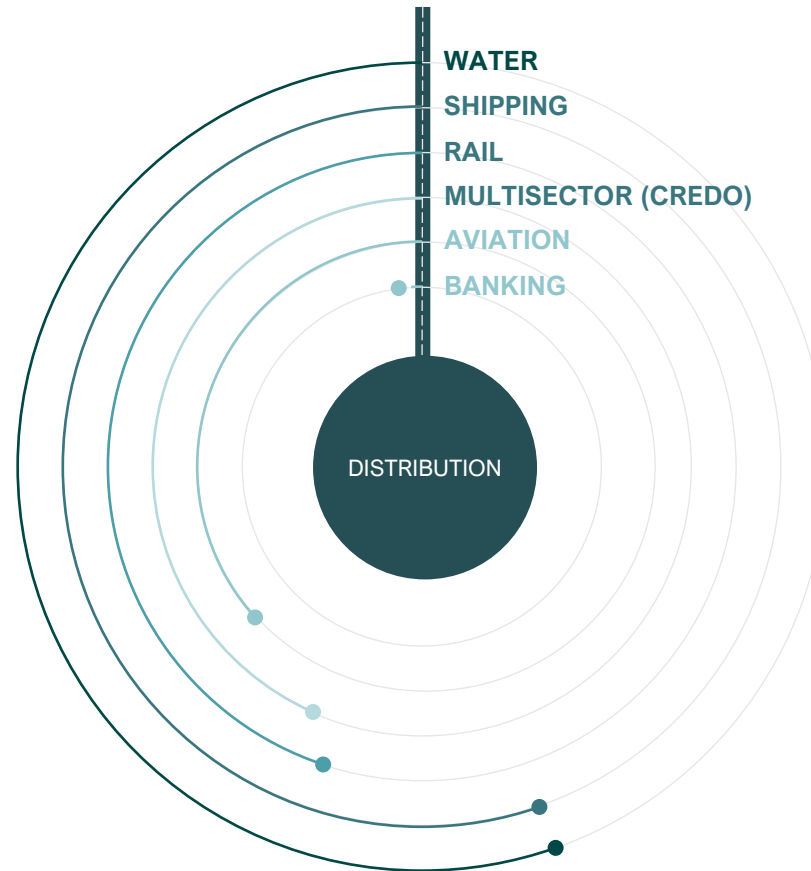 WATER
SHIPPING
RAIL
MULTISECTOR (CREDO)
AVIATION
BANKING
DISTRIBUTION